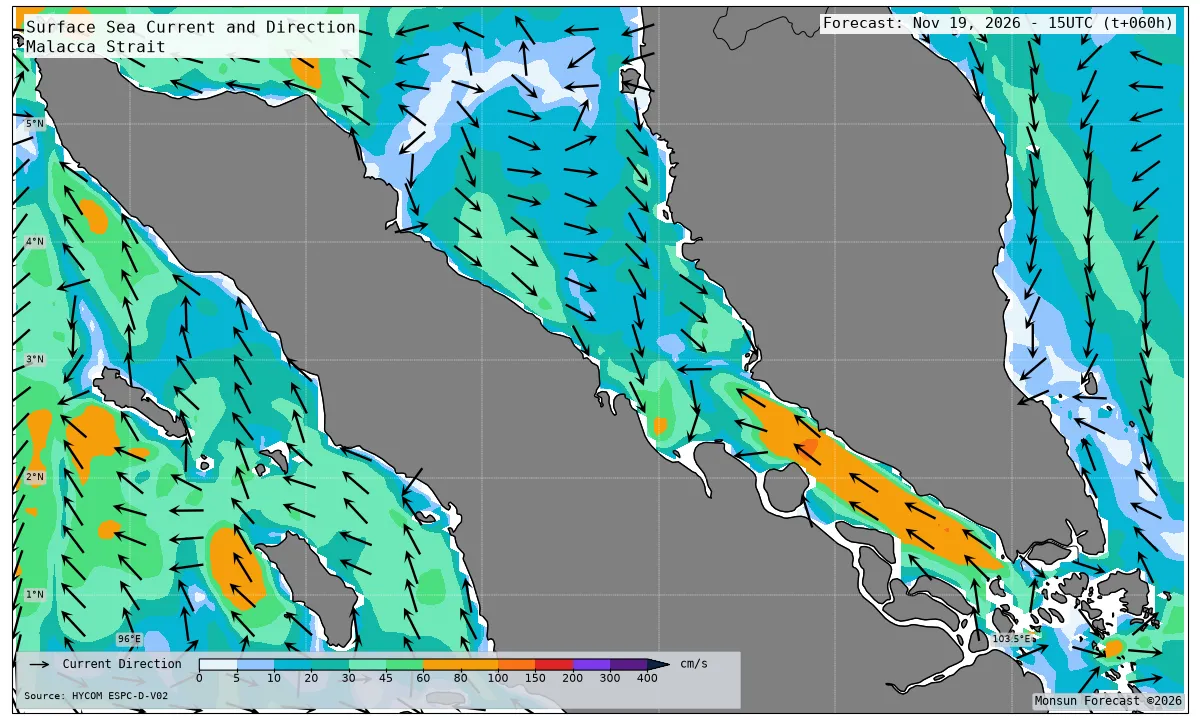 Surface Sea Current and Direction
Malacca Strait
Forecast: Nov 19, 2026 - 15UTC (t+060h)
5°N
4°N
3°N
2°N
1°N
96°E
103.5°E
Current Direction
0 5 10 20 30 45 60 80 100 150 200 300 400
cm/s
Source: HYCOM ESPC-D-V02
Monsun Forecast ©2026